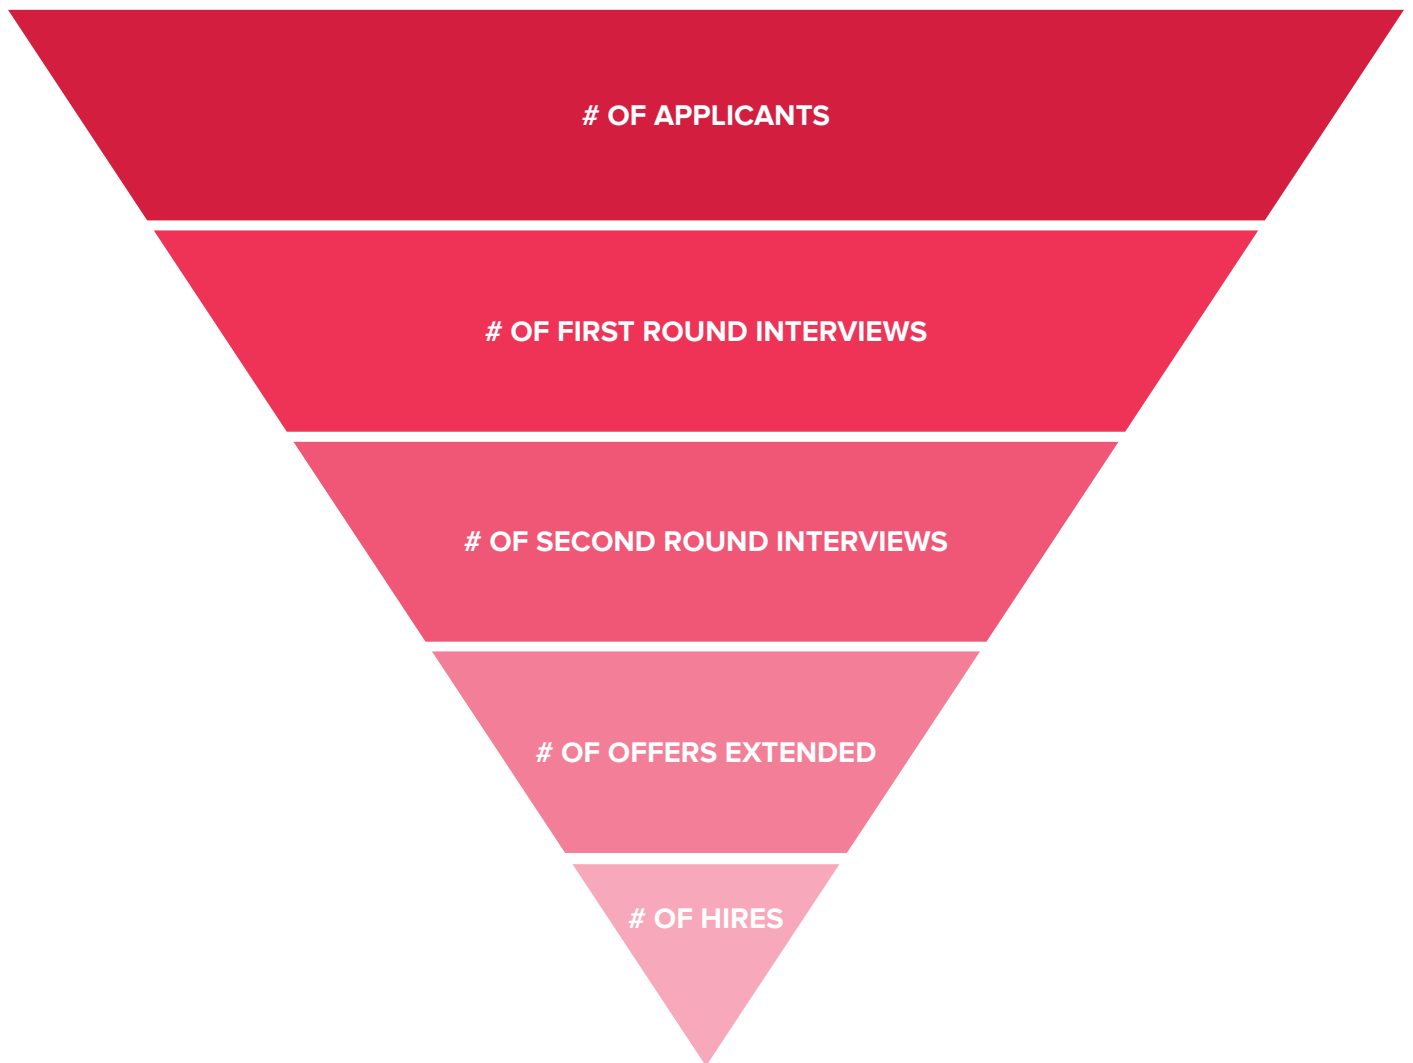 # OF APPLICANTS
# OF FIRST ROUND INTERVIEWS
# OF SECOND ROUND INTERVIEWS
# OF OFFERS EXTENDED
# OF HIRES